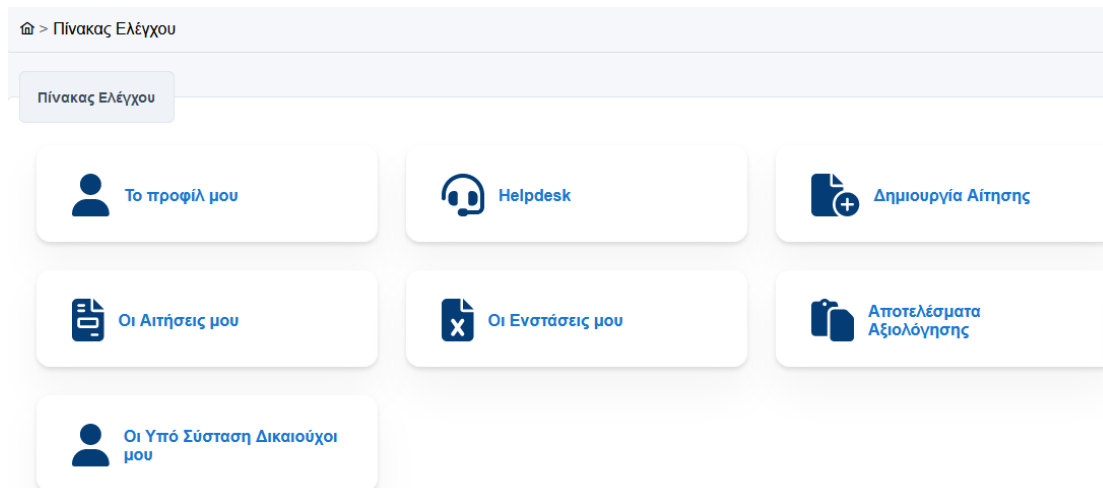 > Πίνακας Ελέγχου
Πίνακας Ελέγχου
Το προφίλ μου
Helpdesk
Δημιουργία Αίτησης
Οι Αιτήσεις μου
Οι Ενστάσεις μου
Αποτελέσματα
Αξιολόγησης
Οι Υπό Σύσταση Δικαιούχοι
μου